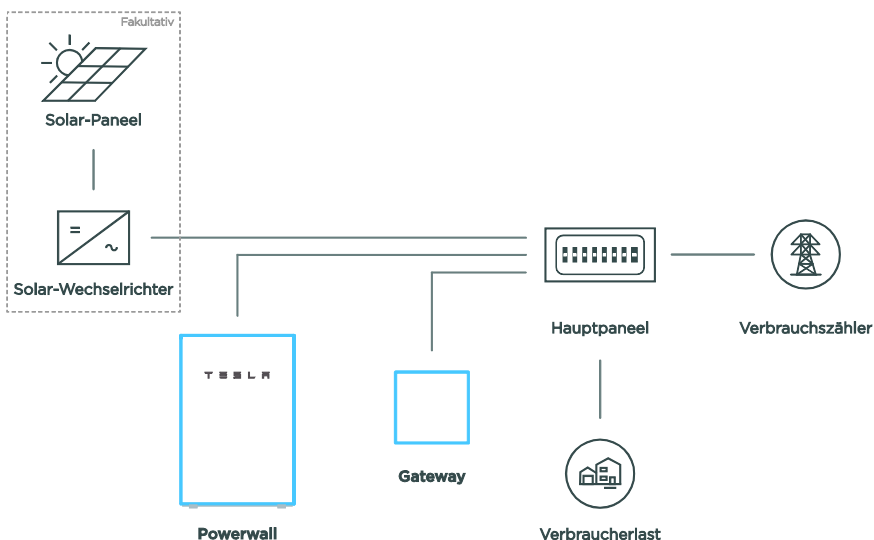 Fakultativ
Solar-Paneel
Solar-Wechselrichter
Hauptpaneel
Verbrauchszähler
TESLA
Gateway
Powerwall
Verbraucherlast